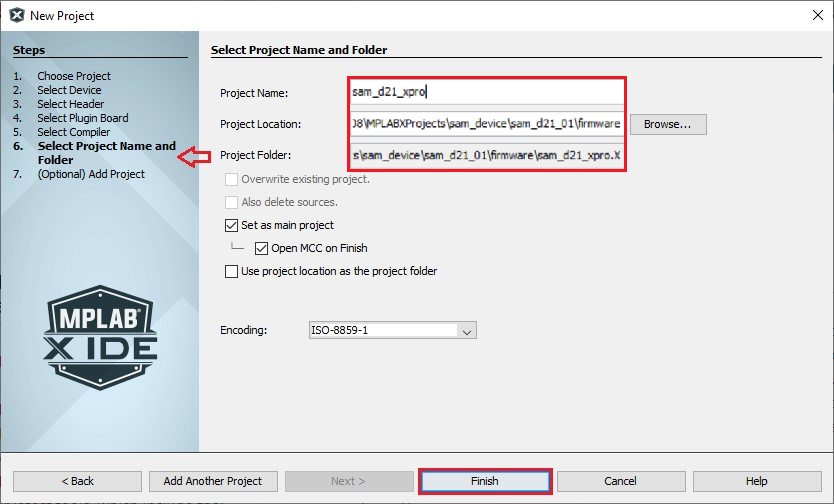 New Project
Steps
1. Choose Project
2. Select Device
3. Select Header
4. Select Plugin Board
5. Select Compiler
6. Select Project Name and
Folder
7. (Optional) Add Project
MPLAB®
X IDE
Select Project Name and Folder
Project Name: sam_d21_xpro
Project Location: 08\MPLABXProjects\sam_device\sam_d21_01\firmware Browse...
Project Folder: s\sam_device\sam_d21_01\firmware\sam_d21_xpro.X
Overwrite existing project.
Also delete sources.
Set as main project
Open MCC on Finish
Use project location as the project folder
Encoding: ISO-8859-1
< Back Add Another Project Next > Finish Cancel Help